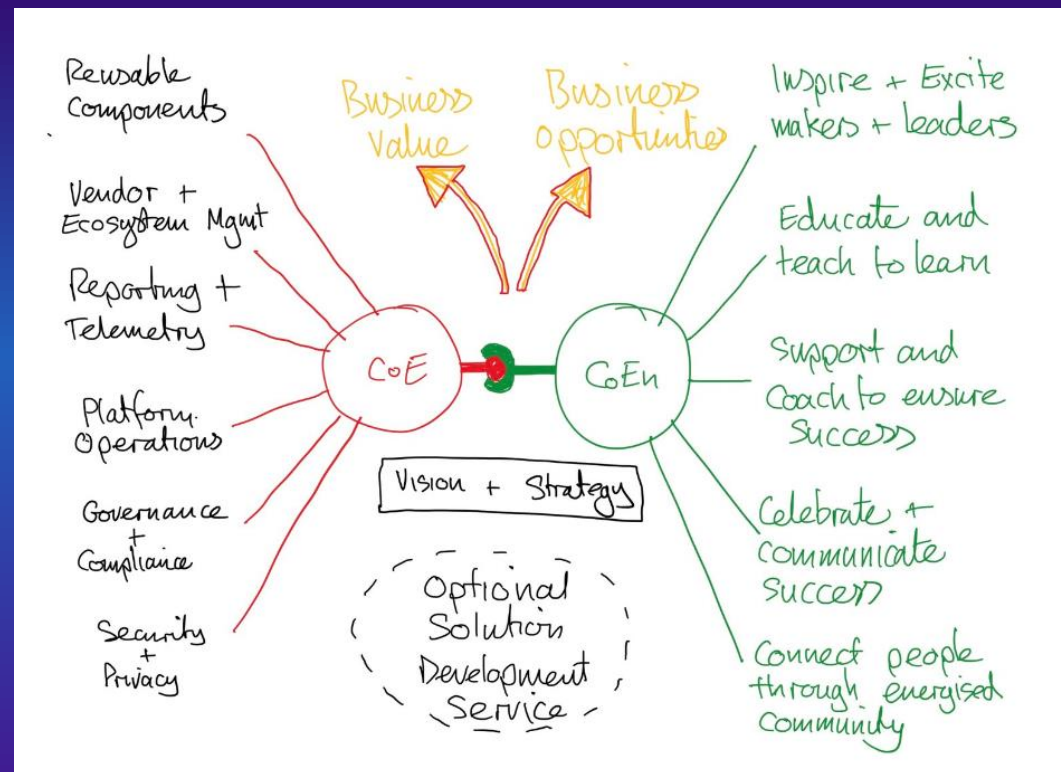 Reusable
Components
Vendor +
Ecosystem Mgmt
Reporting +
Telemetry
Platform
Operations
Governance
+
Compliance
Security
+
Privacy
Business
Value
Business
Opportunities
CoE
CoEn
Vision + Strategy
Optional
Solution
Development
Service
Inspire + Excite
makers + leaders
Educate and
teach to learn
Support and
Coach to ensure
Success
Celebrate +
communicate
success
Connect people
through energised
community